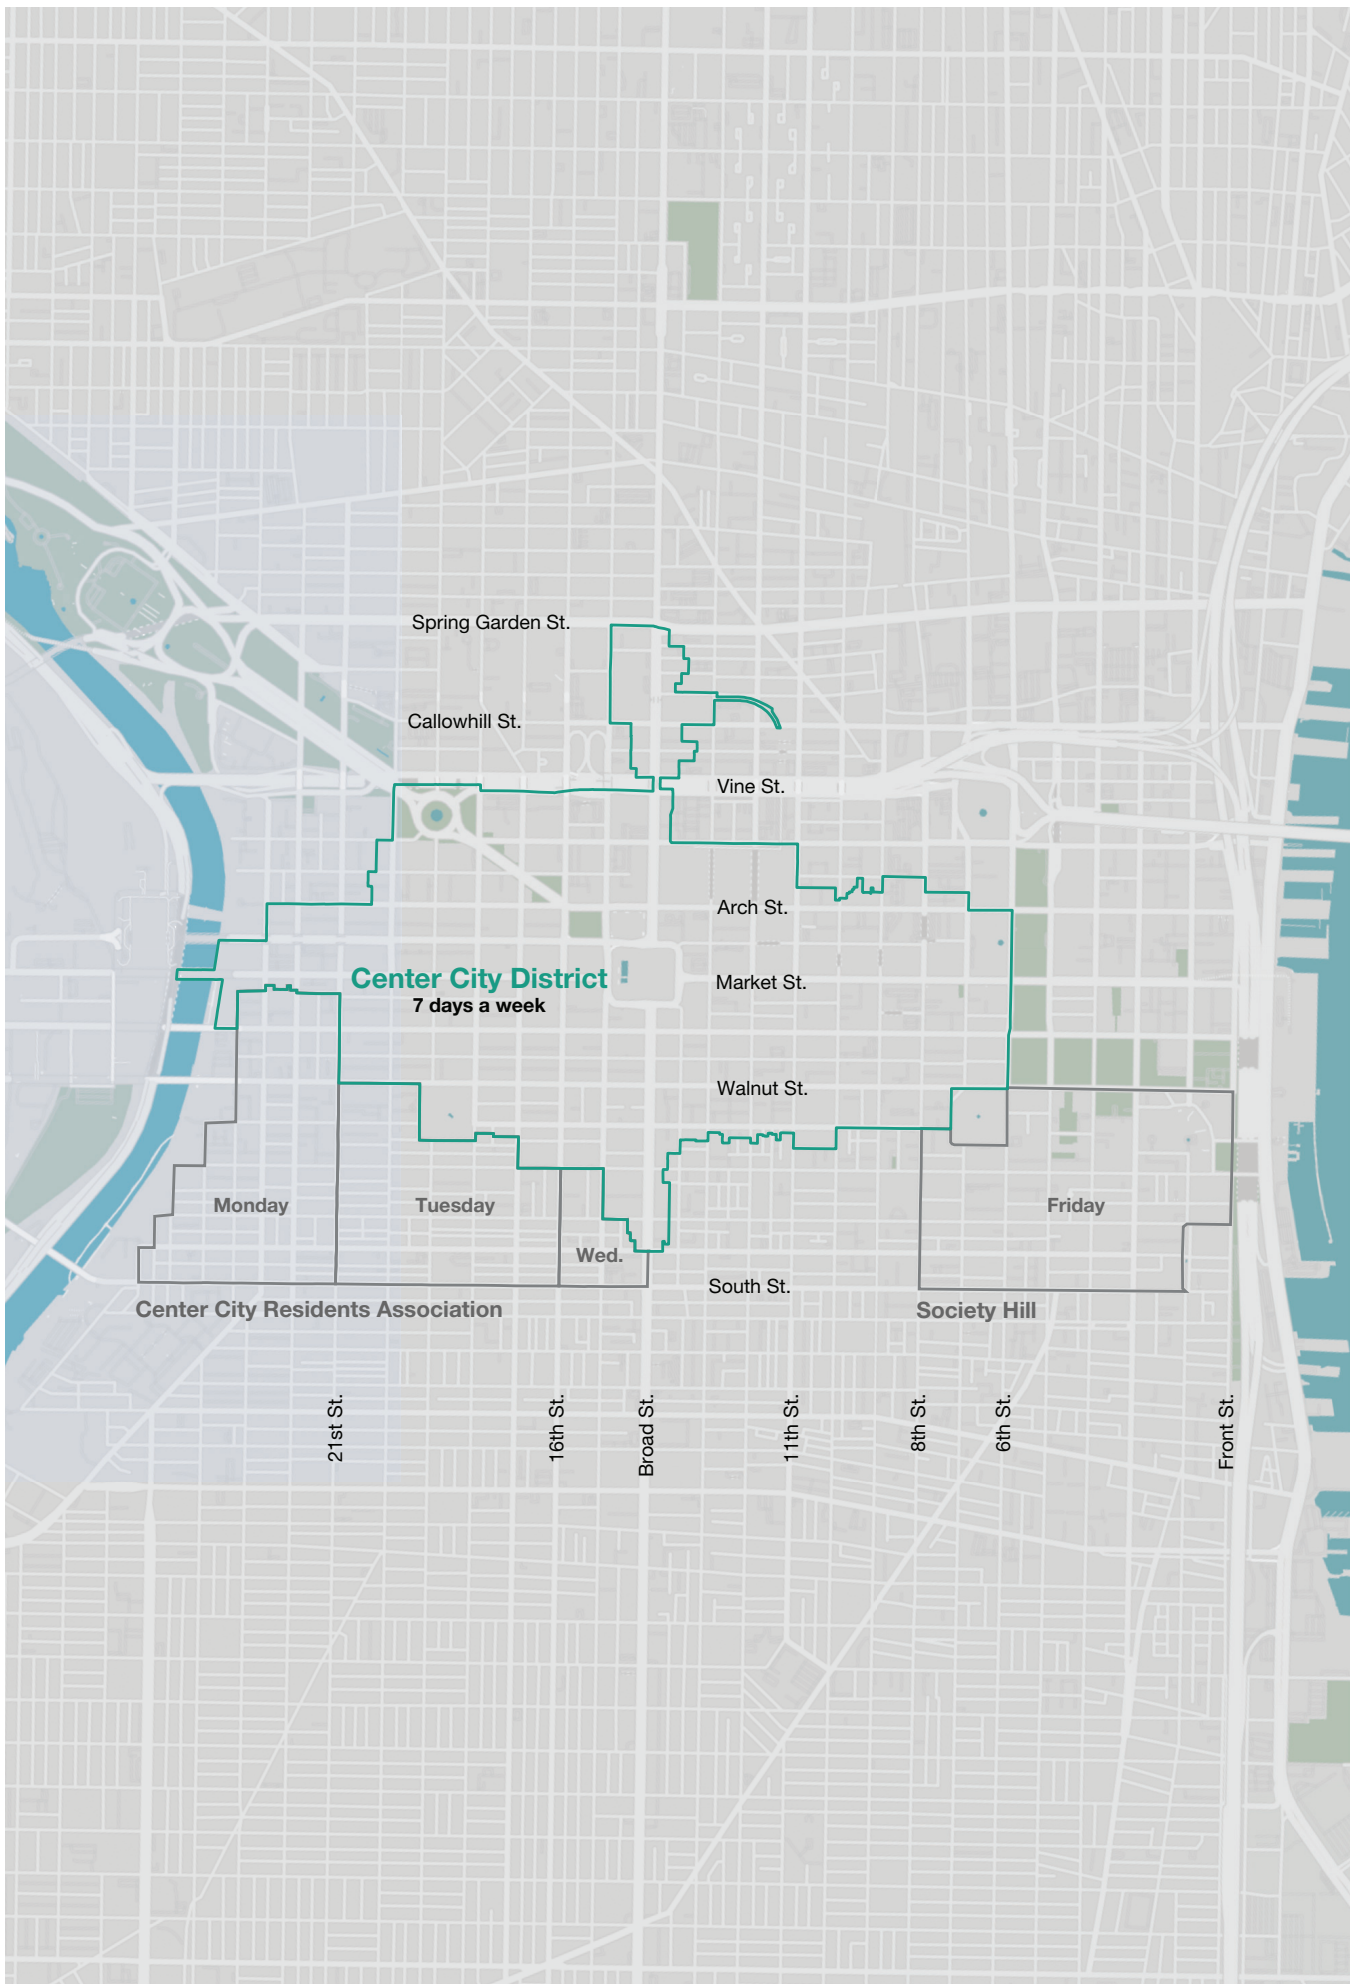 Spring Garden St.
Callowhill St.
Vine St.
Arch St.
Center City District
7 days a week
Market St.
Walnut St.
Monday
Tuesday
Wed.
Friday
South St.
Center City Residents Association
Society Hill
21st St.
16th St.
Broad St.
11th St.
8th St.
6th St.
Front St.